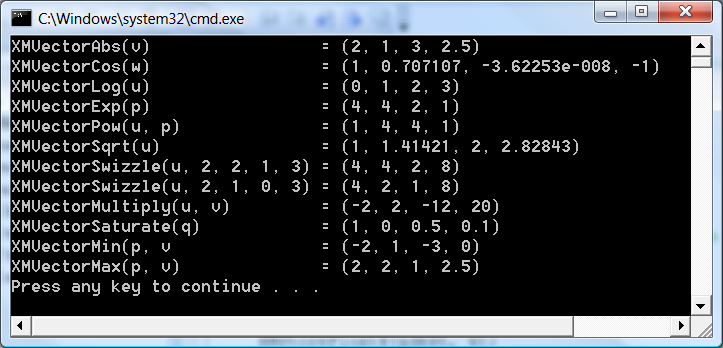 C:\Windows\system32\cmd.exe
XMVectorAbs(v) = (2, 1, 3, 2.5)
XMVectorCos(w) = (1, 0.707107, -3.62253e-008, -1)
XMVectorLog(u) = (0, 1, 2, 3)
XMVectorExp(p) = (4, 4, 2, 1)
XMVectorPow(u, p) = (1, 4, 4, 1)
XMVectorSqrt(u) = (1, 1.41421, 2, 2.82843)
XMVectorSwizzle(u, 2, 2, 1, 3) = (4, 4, 2, 8)
XMVectorSwizzle(u, 2, 1, 0, 3) = (4, 2, 1, 8)
XMVectorMultiply(u, v) = (-2, 2, -12, 20)
XMVectorSaturate(q) = (1, 0, 0.5, 0.1)
XMVectorMin(p, v = (-2, 1, -3, 0)
XMVectorMax(p, v) = (2, 2, 1, 2.5)
Press any key to continue . . .